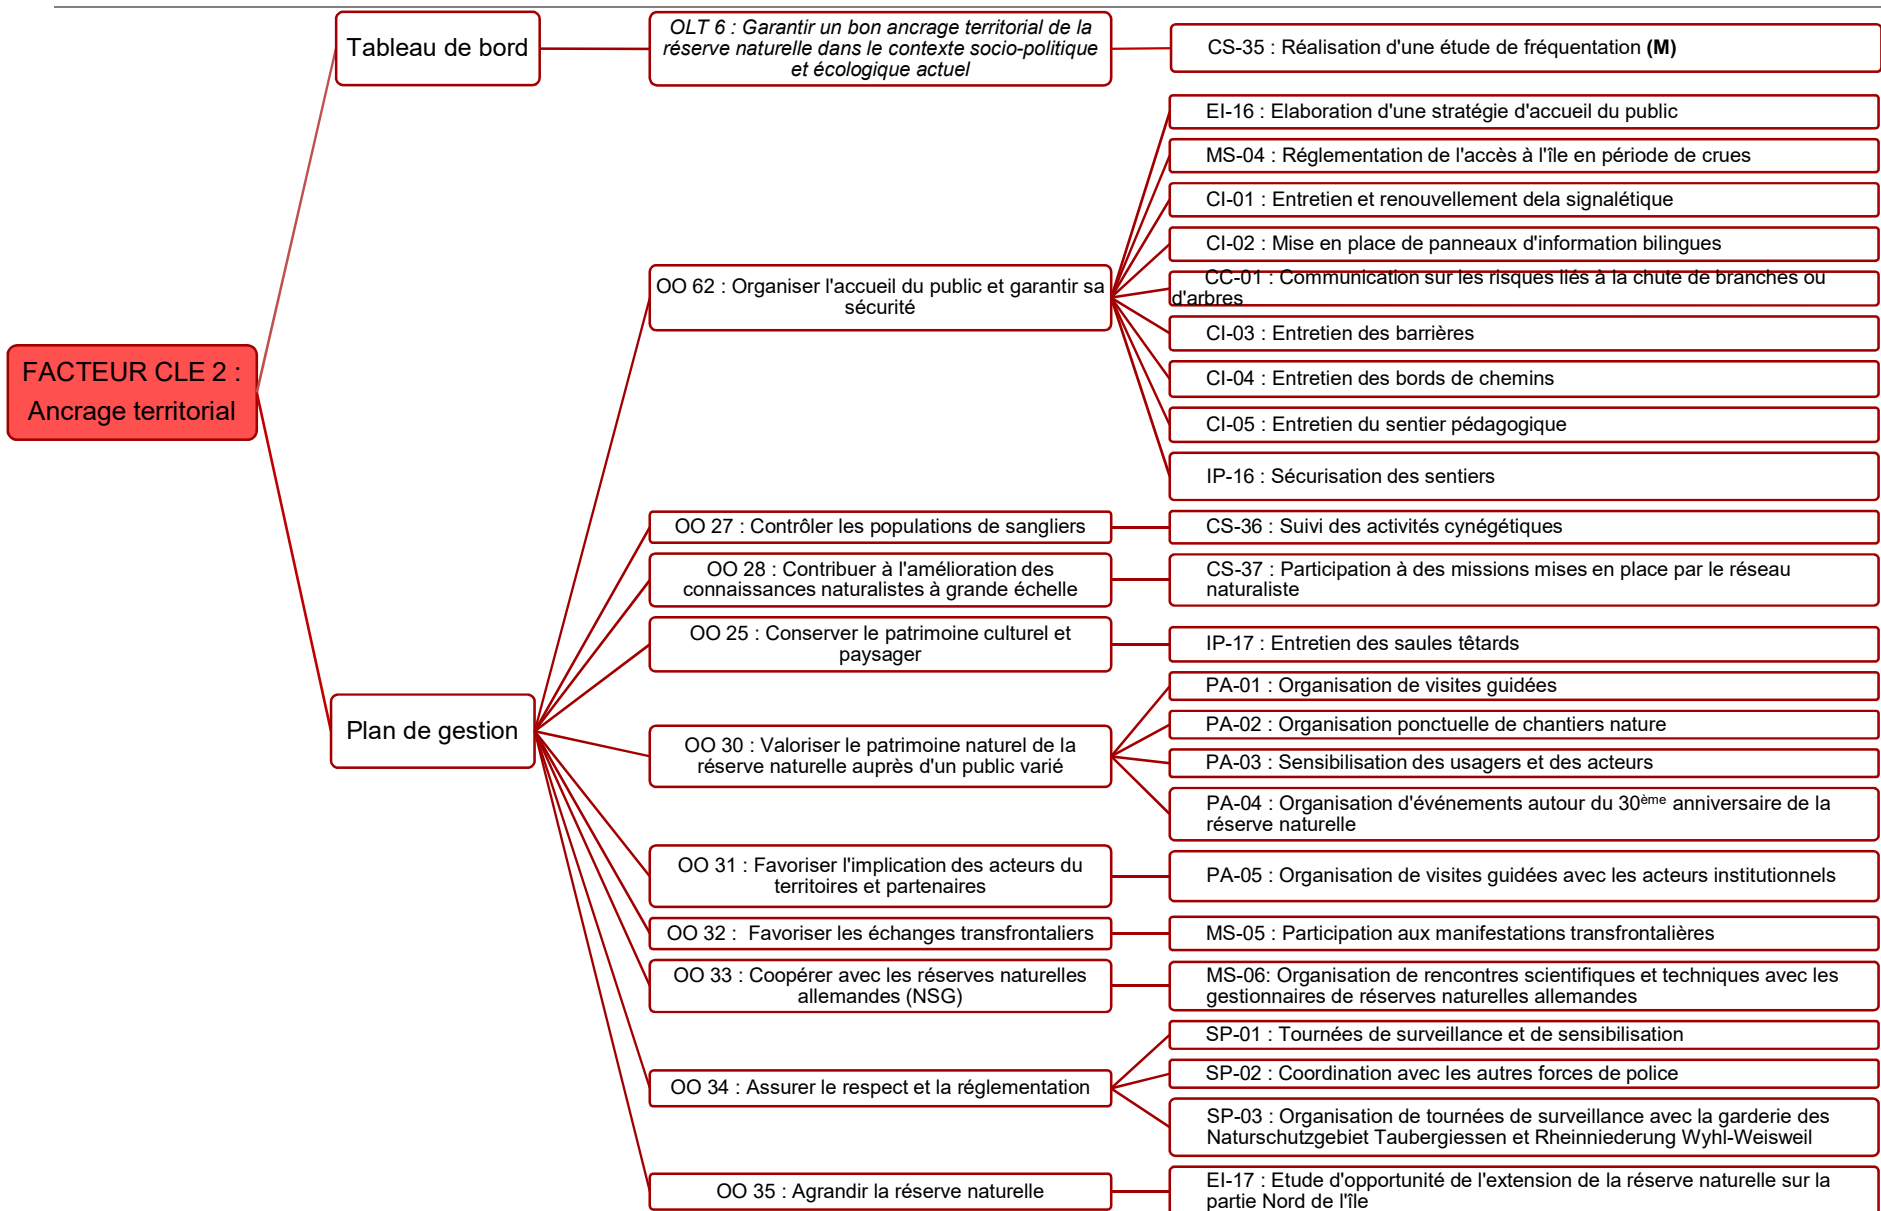 FACTEUR CLE 2 :
Ancrage territorial
Tableau de bord
OLT 6 : Garantir un bon ancrage territorial de la
réserve naturelle dans le contexte socio-politique
et écologique actuel
CS-35 : Réalisation d'une étude de fréquentation (M)
Plan de gestion
OO 62 : Organiser l'accueil du public et garantir sa
sécurité
EI-16 : Elaboration d'une stratégie d'accueil du public
MS-04 : Réglementation de l'accès à l'île en période de crues
CI-01 : Entretien et renouvellement dela signalétique
CI-02 : Mise en place de panneaux d'information bilingues
CC-01 : Communication sur les risques liés à la chute de branches ou
d'arbres
CI-03 : Entretien des barrières
CI-04 : Entretien des bords de chemins
CI-05 : Entretien du sentier pédagogique
IP-16 : Sécurisation des sentiers
OO 27 : Contrôler les populations de sangliers
CS-36 : Suivi des activités cynégétiques
OO 28 : Contribuer à l'amélioration des
connaissances naturalistes à grande échelle
CS-37 : Participation à des missions mises en place par le réseau
naturaliste
OO 25 : Conserver le patrimoine culturel et
paysager
IP-17 : Entretien des saules têtards
OO 30 : Valoriser le patrimoine naturel de la
réserve naturelle auprès d'un public varié
PA-01 : Organisation de visites guidées
PA-02 : Organisation ponctuelle de chantiers nature
PA-03 : Sensibilisation des usagers et des acteurs
PA-04 : Organisation d'événements autour du 30ème anniversaire de la
réserve naturelle
OO 31 : Favoriser l'implication des acteurs du
territoires et partenaires
PA-05 : Organisation de visites guidées avec les acteurs institutionnels
OO 32 :  Favoriser les échanges transfrontaliers
MS-05 : Participation aux manifestations transfrontalières
OO 33 : Coopérer avec les réserves naturelles
allemandes (NSG)
MS-06: Organisation de rencontres scientifiques et techniques avec les
gestionnaires de réserves naturelles allemandes
OO 34 : Assurer le respect et la réglementation
SP-01 : Tournées de surveillance et de sensibilisation
SP-02 : Coordination avec les autres forces de police
SP-03 : Organisation de tournées de surveillance avec la garderie des
Naturschutzgebiet Taubergiessen et Rheinniederung Wyhl-Weisweil
OO 35 : Agrandir la réserve naturelle
EI-17 : Etude d'opportunité de l'extension de la réserve naturelle sur la
partie Nord de l'île